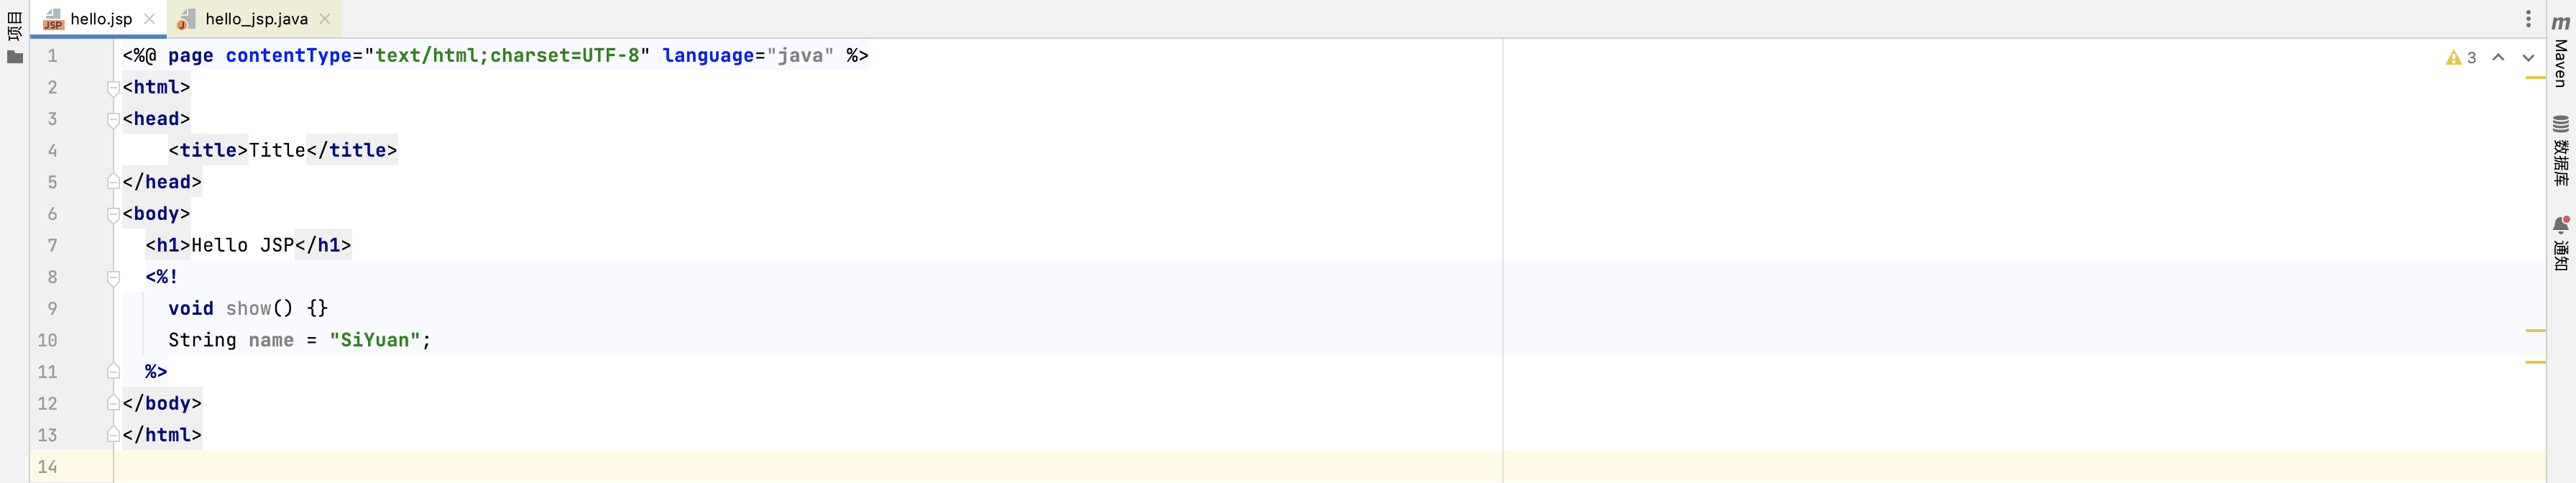 项目
hello.jsp
hello_jsp.java
1 <%@ page contentType="text/html;charset=UTF-8" language="java" %>
2 <html>
3 <head>
4     <title>Title</title>
5 </head>
6 <body>
7   <h1>Hello JSP</h1>
8   <%!
9     void show() {}
10     String name = "SiYuan";
11   %>
12 </body>
13 </html>
14
3
JSP
J
m
Maven
数据库
通知